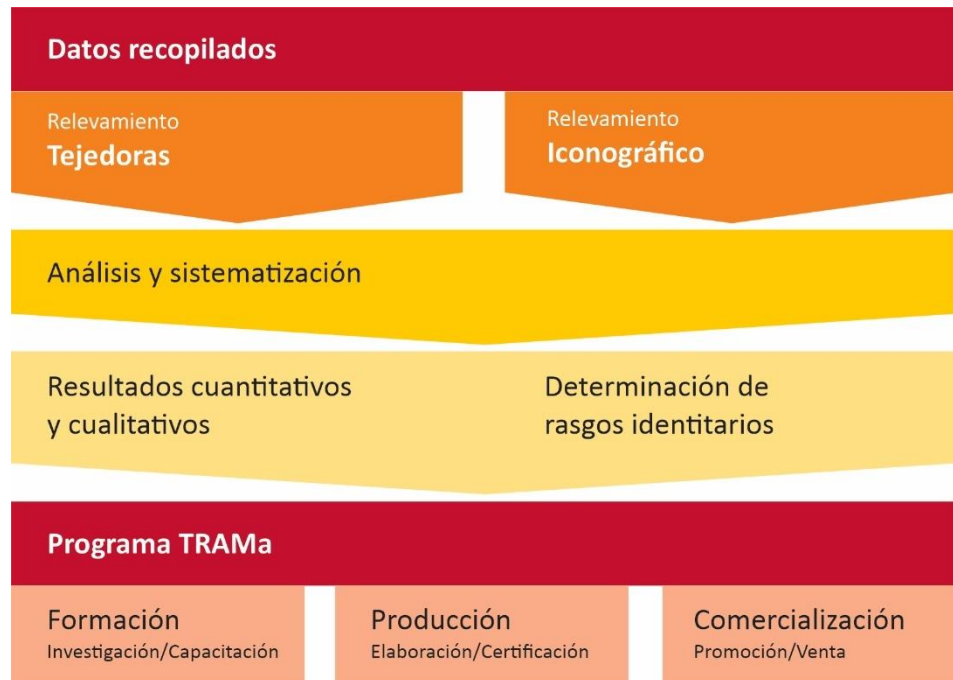 Datos recopilados
Relevamiento
Tejedoras
Relevamiento
Iconográfico
Análisis y sistematización
Resultados cuantitativos
y cualitativos
Determinación de
rasgos identitarios
Programa TRAMa
Formación
Investigación/Capacitación
Producción
Elaboración/Certificación
Comercialización
Promoción/Venta